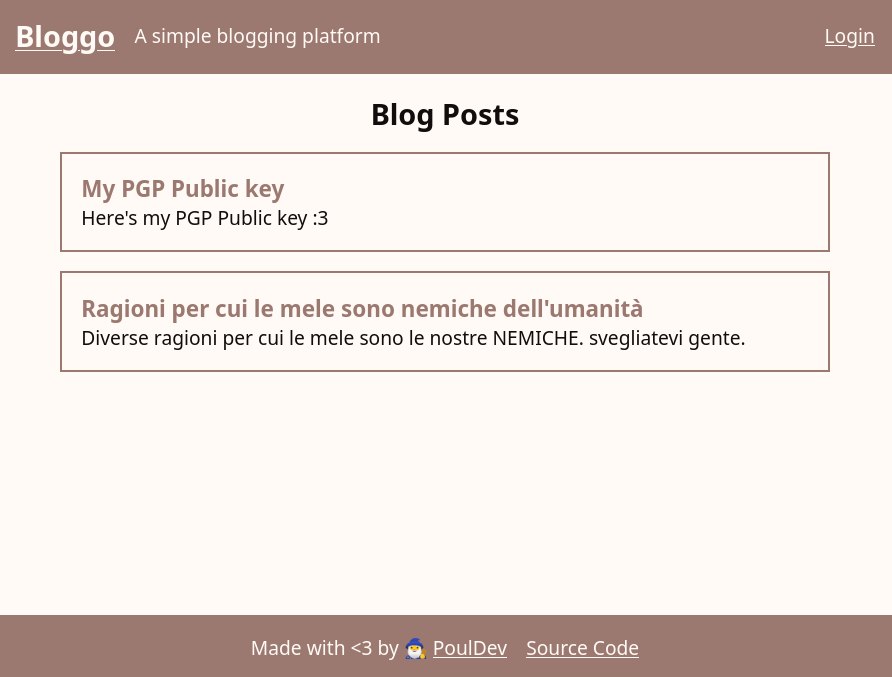 Bloggo A simple blogging platform Login
Blog Posts
My PGP Public key
Here's my PGP Public key :3
Ragioni per cui le mele sono nemiche dell'umanità
Diverse ragioni per cui le mele sono le nostre NEMICHE. svegliatevi gente.
Made with <3 by 🧙‍♂️ PoulDev Source Code